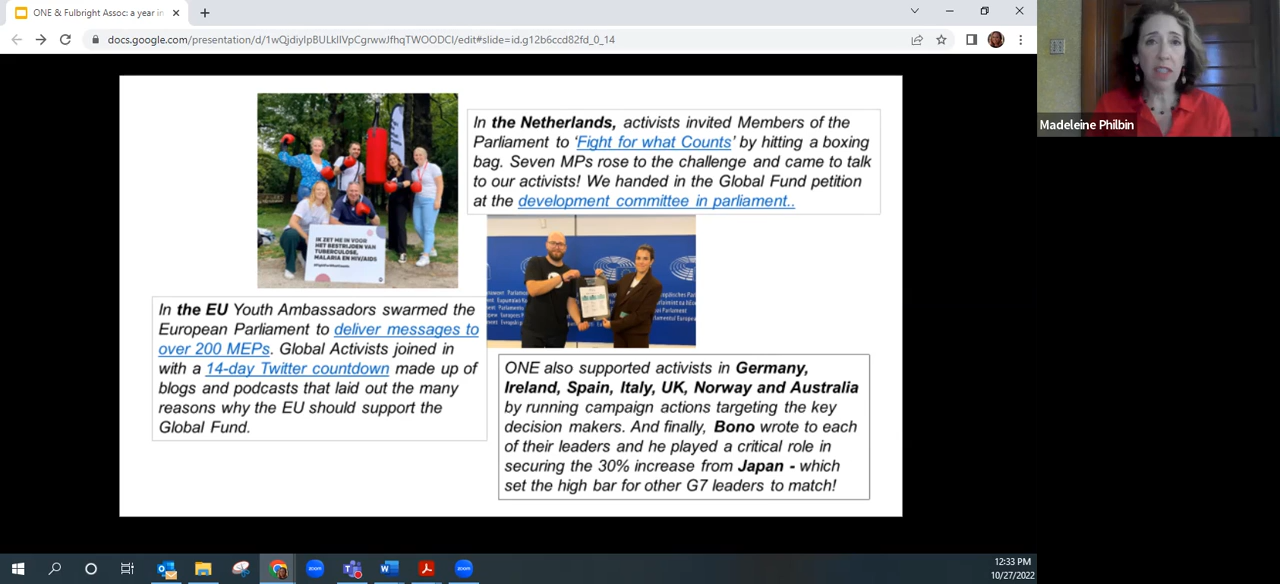 ONE & Fulbright Assoc: a year in
docs.google.com/presentation/d/1wQjdiylpBULklIVpCgrwwJfhqTWOODCI/edit#slide=id.g12b6ccd82fd_0_14
Madeleine Philbin
In the Netherlands, activists invited Members of the
Parliament to ‘Fight for what Counts’ by hitting a boxing
bag. Seven MPs rose to the challenge and came to talk
to our activists! We handed in the Global Fund petition
at the development committee in parliament..
IK ZET ME IN VOOR
HET BESTRIJDEN VAN
TUBERCULOSE,
MALARIA EN HIV/AIDS
In the EU Youth Ambassadors swarmed the
European Parliament to deliver messages to
over 200 MEPs. Global Activists joined in
with a 14-day Twitter countdown made up of
blogs and podcasts that laid out the many
reasons why the EU should support the
Global Fund.
ONE also supported activists in Germany,
Ireland, Spain, Italy, UK, Norway and Australia
by running campaign actions targeting the key
decision makers. And finally, Bono wrote to each
of their leaders and he played a critical role in
securing the 30% increase from Japan - which
set the high bar for other G7 leaders to match!
zoom
zoom
12:33 PM
10/27/2022